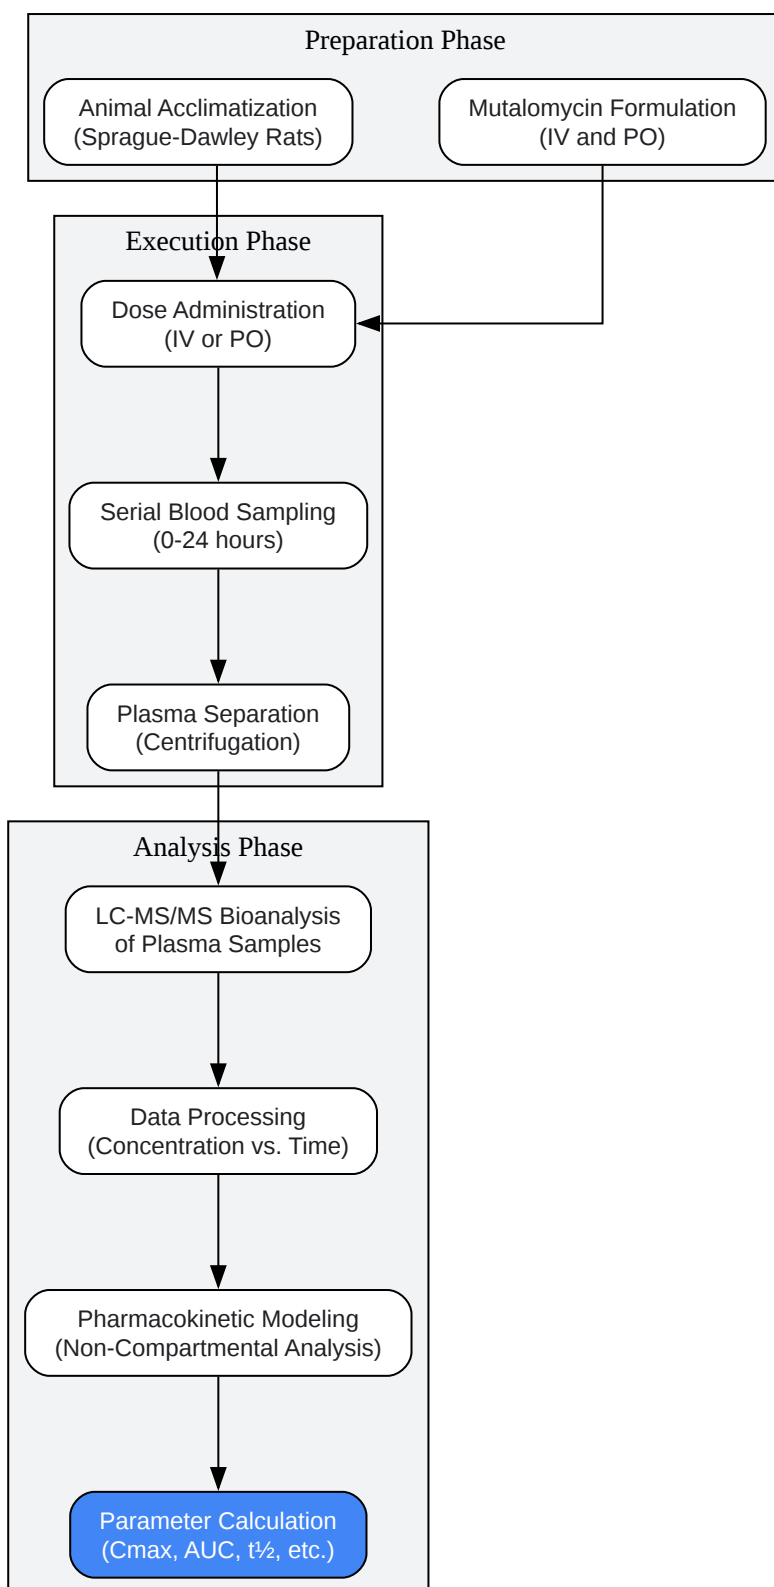 Preparation Phase
Animal Acclimatization
(Sprague-Dawley Rats)
Mutalomycin Formulation
(IV and PO)
Execution Phase
Dose Administration
(IV or PO)
Serial Blood Sampling
(0-24 hours)
Plasma Separation
(Centrifugation)
Analysis Phase
LC-MS/MS Bioanalysis
of Plasma Samples
Data Processing
(Concentration vs. Time)
Pharmacokinetic Modeling
(Non-Compartmental Analysis)
Parameter Calculation
(Cmax, AUC, t½, etc.)